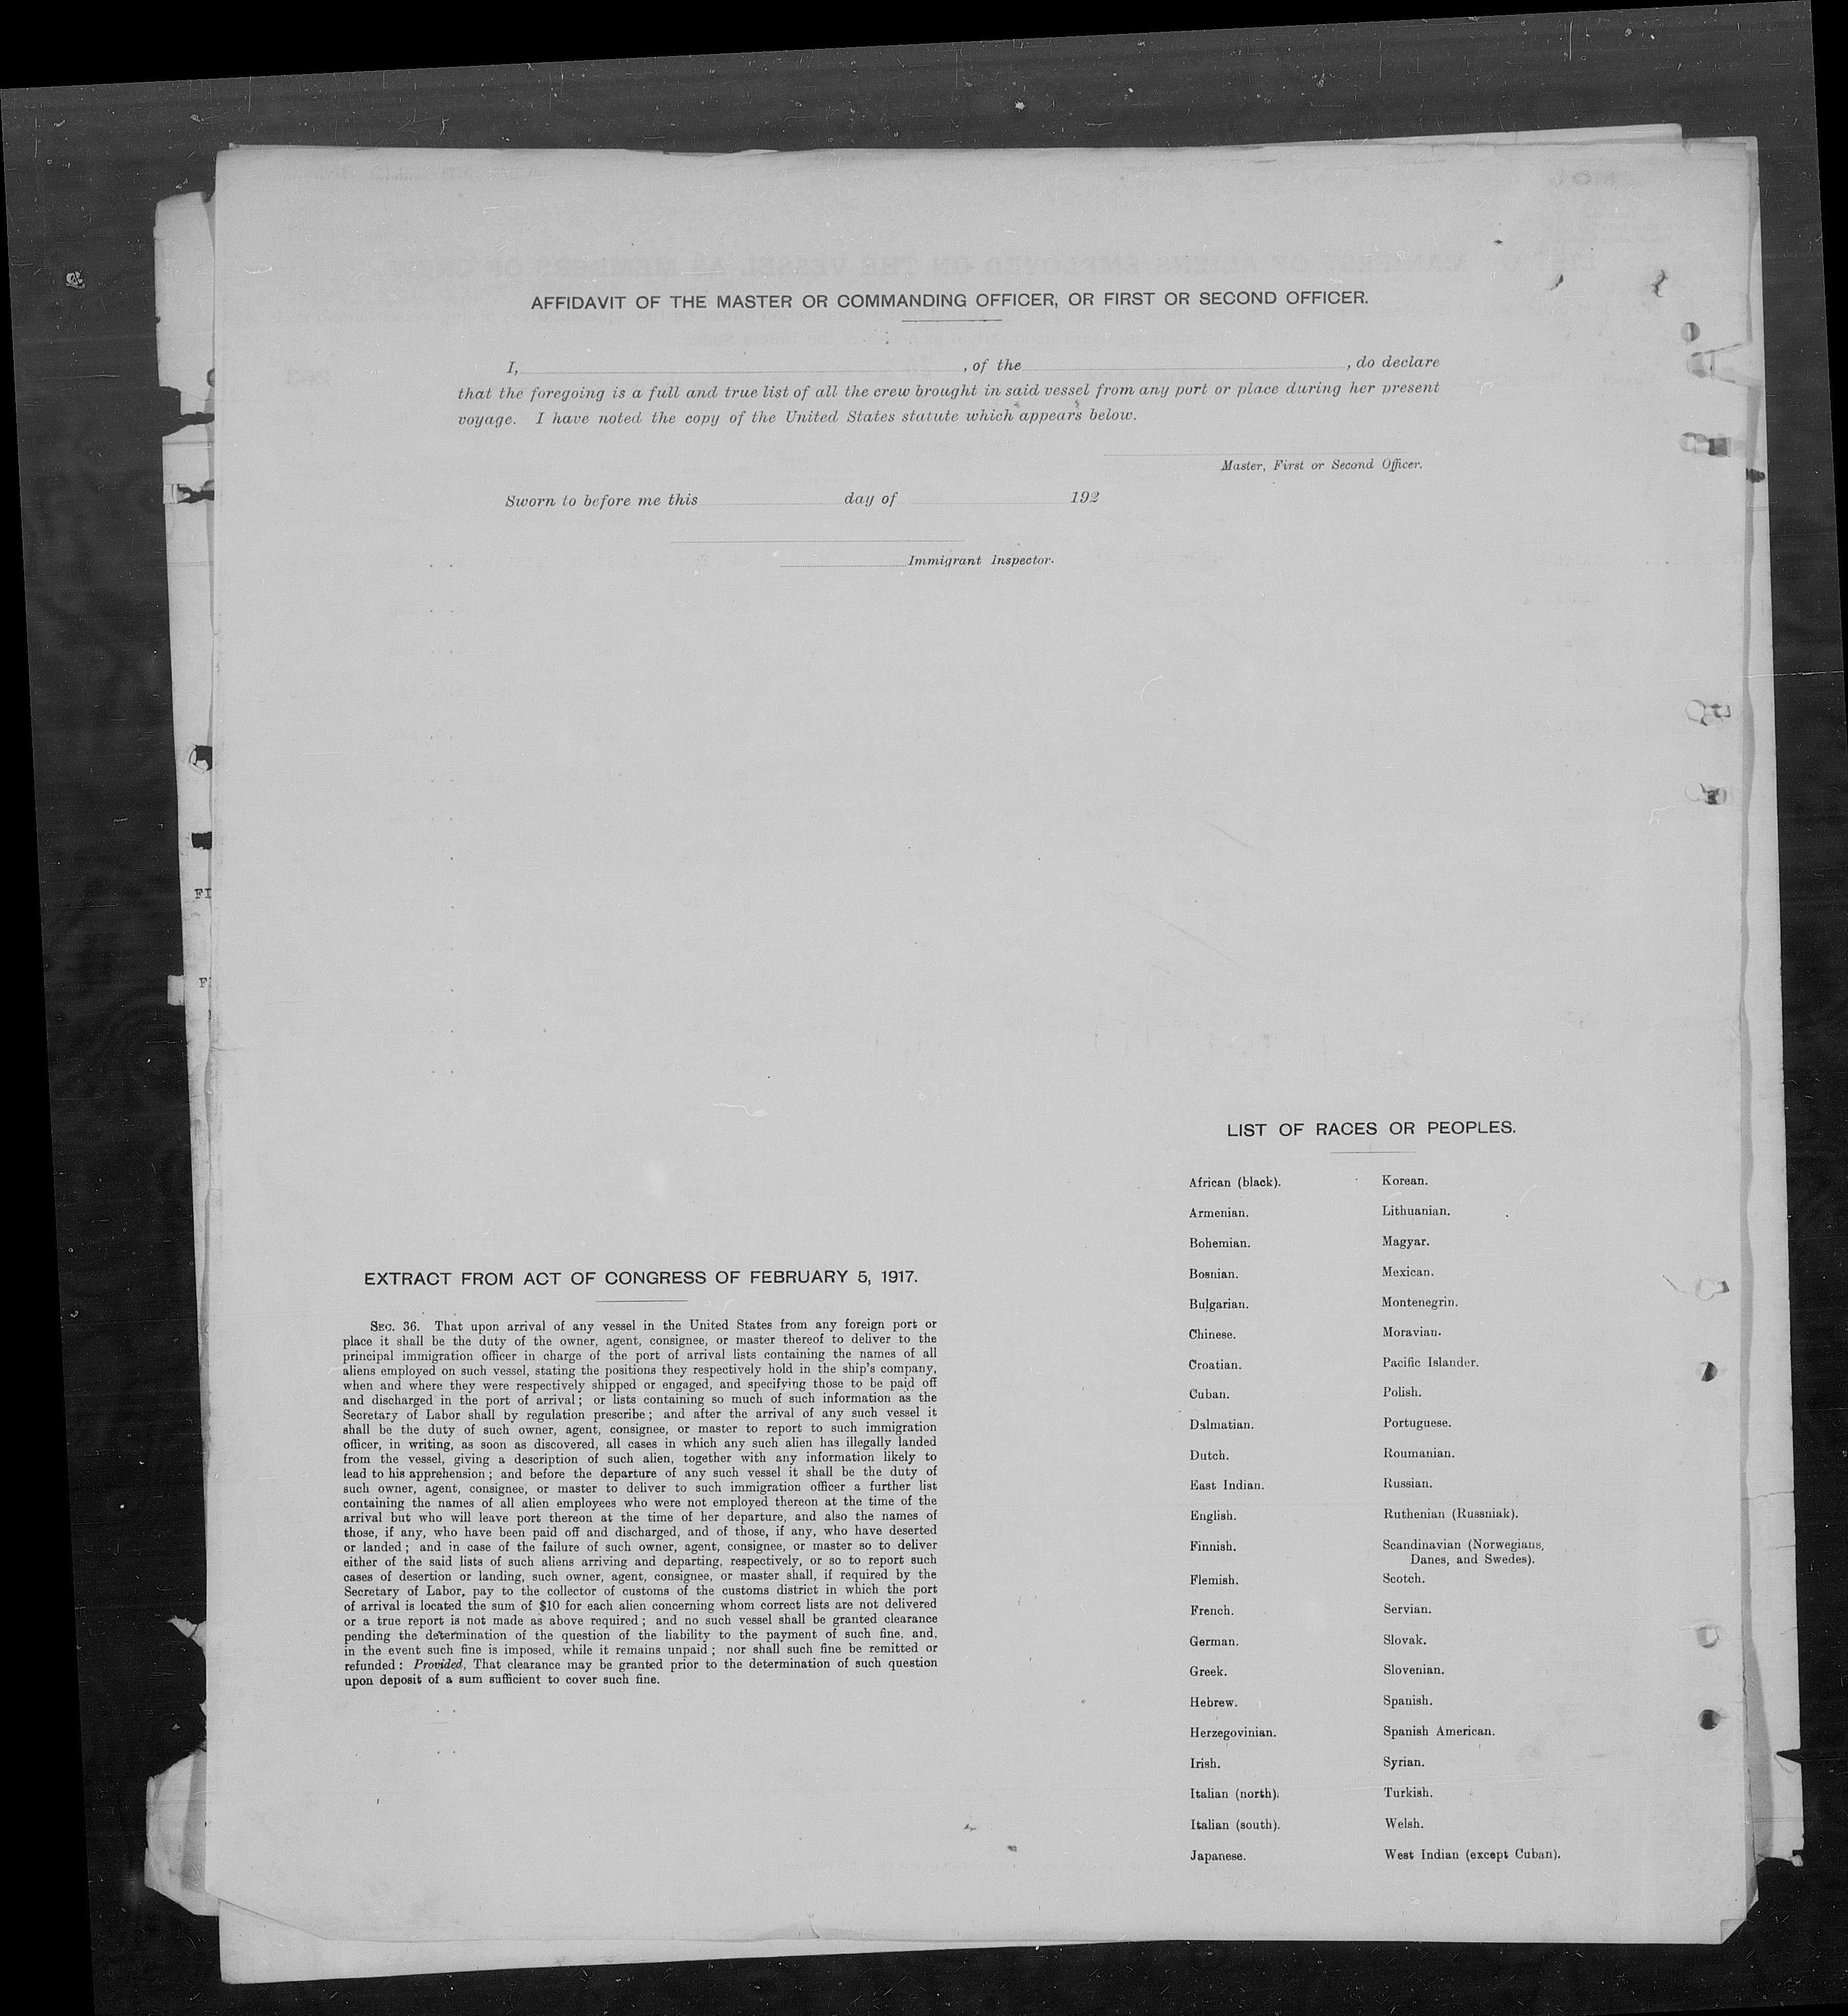 AFFIDAVIT OF THE MASTER OR COMMANDING OFFICER, OR FIRST OR SECOND OFFICER.
I, , of the , do declare
that the foregoing is a full and true list of all the crew brought in said vessel from any port or place during her present
voyage. I have noted the copy of the United States statute which appears below.
Master, First or Second Officer.
Sworn to before me this day of 192
Immigrant Inspector.
EXTRACT FROM ACT OF CONGRESS OF FEBRUARY 5, 1917.
SEC. 36. That upon arrival of any vessel in the United States from any foreign port or
place it shall be the duty of the owner, agent, consignee, or master thereof to deliver to the
principal immigration officer in charge of the port of arrival lists containing the names of all
aliens employed on such vessel, stating the positions they respectively hold in the ship's company,
when and where they were respectively shipped or engaged, and specifying those to be paid off
and discharged in the port of arrival; or lists containing so much of such information as the
Secretary of Labor shall by regulation prescribe; and after the arrival of any such vessel it
shall be the duty of such owner, agent, consignee, or master to report to such immigration
officer, in writing, as soon as discovered, all cases in which any such alien has illegally landed
from the vessel, giving a description of such alien, together with any information likely to
lead to his apprehension; and before the departure of any such vessel it shall be the duty of
such owner, agent, consignee, or master to deliver to such immigration officer a further list
containing the names of all alien employees who were not employed thereon at the time of the
arrival but who will leave port thereon at the time of her departure, and also the names of
those, if any, who have been paid off and discharged, and of those, if any, who have deserted
or landed; and in case of the failure of such owner, agent, consignee, or master so to deliver
either of the said lists of such aliens arriving and departing, respectively, or so to report such
cases of desertion or landing, such owner, agent, consignee, or master shall, if required by the
Secretary of Labor, pay to the collector of customs of the customs district in which the port
of arrival is located the sum of $10 for each alien concerning whom correct lists are not delivered
or a true report is not made as above required; and no such vessel shall be granted clearance
pending the determination of the question of the liability to the payment of such fine, and,
in the event such fine is imposed, while it remains unpaid; nor shall such fine be remitted or
refunded: Provided, That clearance may be granted prior to the determination of such question
upon deposit of a sum sufficient to cover such fine.
LIST OF RACES OR PEOPLES.
African (black).
Armenian.
Bohemian.
Bosnian.
Bulgarian.
Chinese.
Croatian.
Cuban.
Dalmatian.
Dutch.
East Indian.
English.
Finnish.
Flemish.
French.
German.
Greek.
Hebrew.
Herzegovinian.
Irish.
Italian (north).
Italian (south).
Japanese.
Korean.
Lithuanian.
Magyar.
Mexican.
Montenegrin.
Moravian.
Pacific Islander.
Polish.
Portuguese.
Roumanian.
Russian.
Ruthenian (Russniak).
Scandinavian (Norwegians,
Danes, and Swedes).
Scotch.
Servian.
Slovak.
Slovenian.
Spanish.
Spanish American.
Syrian.
Turkish.
Welsh.
West Indian (except Cuban).